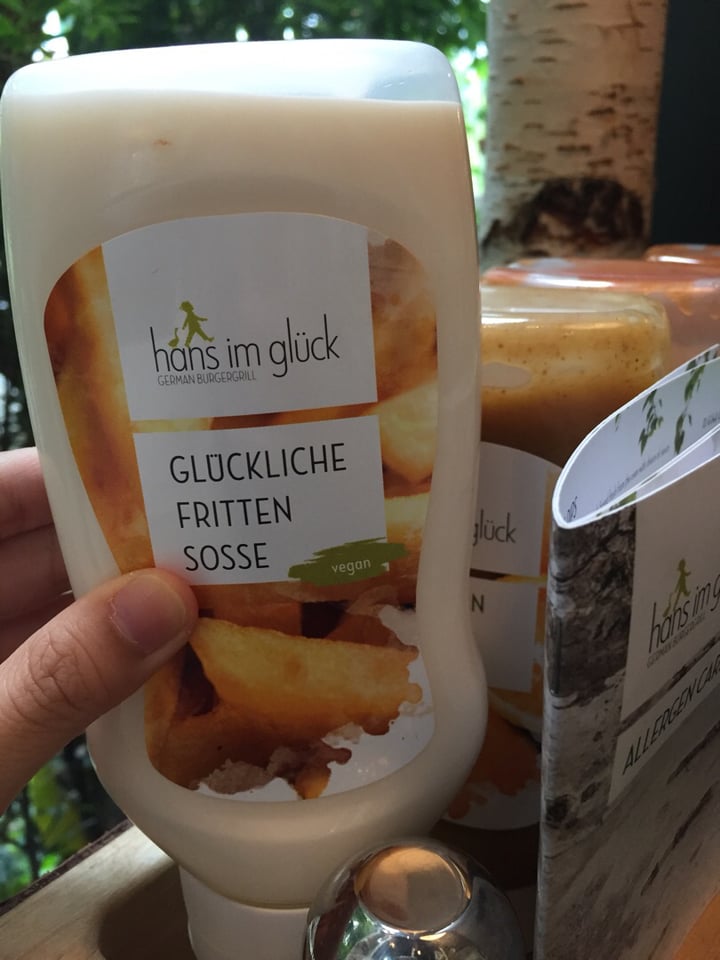 hans im glück
GERMAN BURGERGRILL
GLÜCKLICHE
FRITTEN
SOSSE
vegan
glück
N
hans im g
GERMAN BURGERGRILL
ALLERGEN CAR